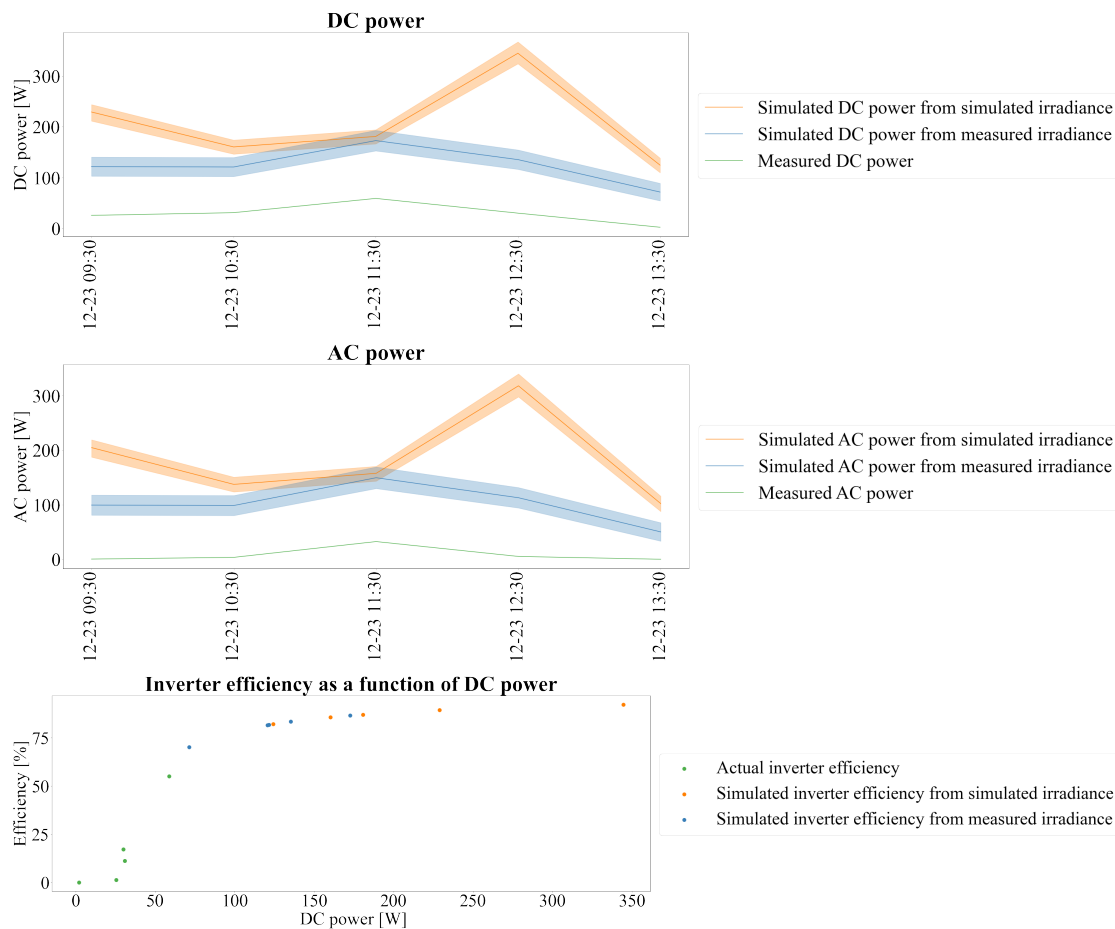 DC power
DC power [W]
300
200
100
0
12-23 09:30
12-23 10:30
12-23 11:30
12-23 12:30
12-23 13:30
Simulated DC power from simulated irradiance
Simulated DC power from measured irradiance
Measured DC power
AC power
AC power [W]
300
200
100
0
12-23 09:30
12-23 10:30
12-23 11:30
12-23 12:30
12-23 13:30
Simulated AC power from simulated irradiance
Simulated AC power from measured irradiance
Measured AC power
Inverter efficiency as a function of DC power
Efficiency [%]
75
50
25
0
0 50 100 150 200 250 300 350
DC power [W]
Actual inverter efficiency
Simulated inverter efficiency from simulated irradiance
Simulated inverter efficiency from measured irradiance